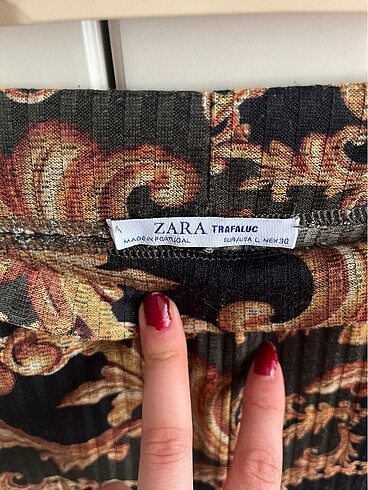 ZARA TRAFALUC
MADE IN PORTUGAL EUR/USA L MEX 30